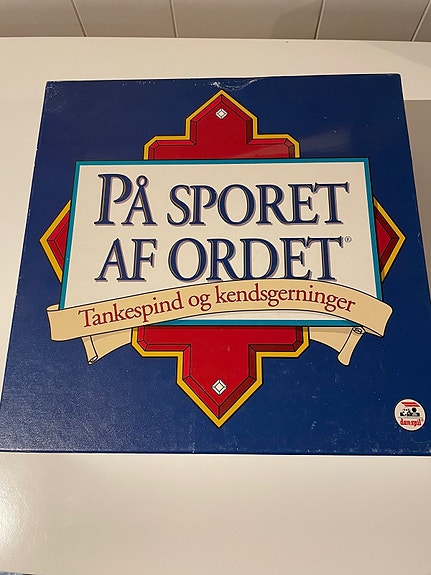 PÅ SPORET
AF ORDET®
Tankespind og kendsgerninger
danspil